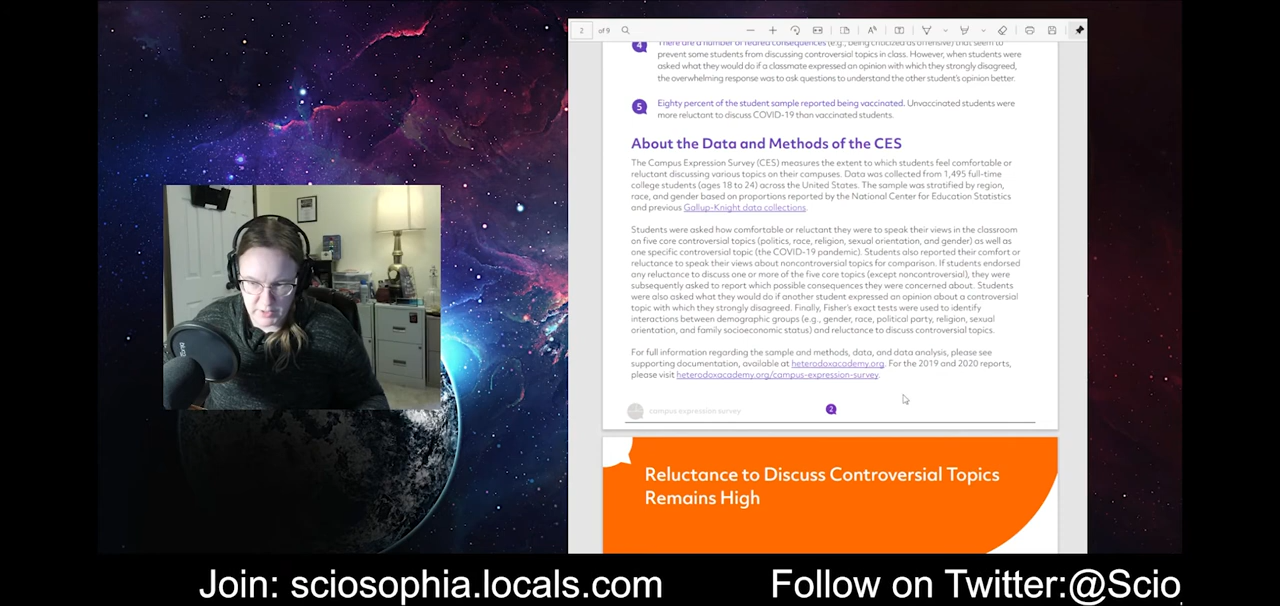 2 of 9
4 There are a number of feared consequences (e.g., being criticized as offensive) that seem to
prevent some students from discussing controversial topics in class. However, when students were
asked what they would do if a classmate expressed an opinion with which they strongly disagreed,
the overwhelming response was to ask questions to understand the other student's opinion better.
5 Eighty percent of the student sample reported being vaccinated. Unvaccinated students were
more reluctant to discuss COVID-19 than vaccinated students.
About the Data and Methods of the CES
The Campus Expression Survey (CES) measures the extent to which students feel comfortable or
reluctant discussing various topics on their campuses. Data was collected from 1,495 full-time
college students (ages 18 to 24) across the United States. The sample was stratified by region,
race, and gender based on proportions reported by the National Center for Education Statistics
and previous Gallup-Knight data collections.
Students were asked how comfortable or reluctant they were to speak their views in the classroom
on five core controversial topics (politics, race, religion, sexual orientation, and gender) as well as
one specific controversial topic (the COVID-19 pandemic). Students also reported their comfort or
reluctance to speak their views about noncontroversial topics for comparison. If students endorsed
any reluctance to discuss one or more of the five core topics (except noncontroversial), they were
subsequently asked to report which possible consequences they were concerned about. Students
were also asked what they would do if another student expressed an opinion about a controversial
topic with which they strongly disagreed. Finally, Fisher's exact tests were used to identify
interactions between demographic groups (e.g., gender, race, political party, religion, sexual
orientation, and family socioeconomic status) and reluctance to discuss controversial topics.
For full information regarding the sample and methods, data, and data analysis, please see
supporting documentation, available at heterodoxacademy.org. For the 2019 and 2020 reports,
please visit heterodoxacademy.org/campus-expression-survey.
campus expression survey 2
Reluctance to Discuss Controversial Topics
Remains High
Join: sciosophia.locals.com Follow on Twitter:@Scio